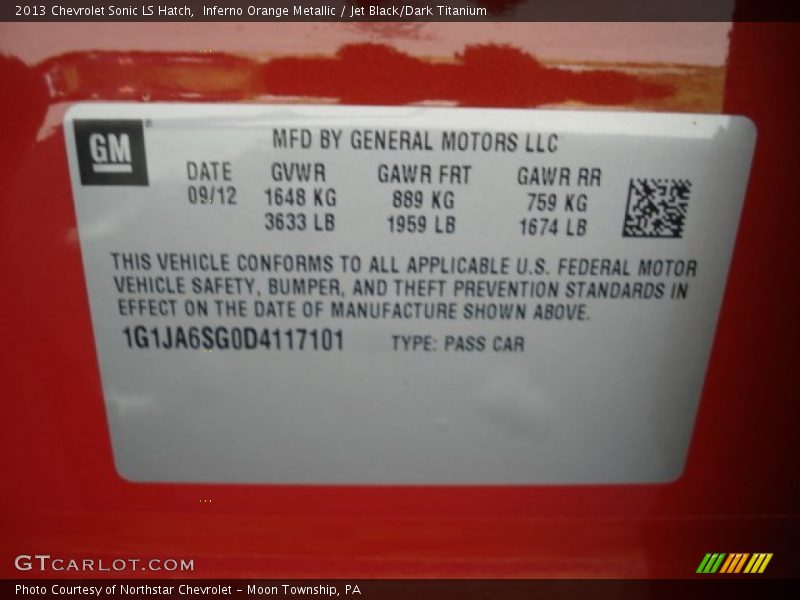 2013 Chevrolet Sonic LS Hatch,  Inferno Orange Metallic / Jet Black/Dark Titanium
GM
MFD BY GENERAL MOTORS LLC
DATE GVWR GAWR FRT GAWR RR
09/12 1648 KG 889 KG 759 KG
3633 LB 1959 LB 1674 LB
THIS VEHICLE CONFORMS TO ALL APPLICABLE U.S. FEDERAL MOTOR
VEHICLE SAFETY, BUMPER, AND THEFT PREVENTION STANDARDS IN
EFFECT ON THE DATE OF MANUFACTURE SHOWN ABOVE.
1G1JA6SG0D4117101 TYPE: PASS CAR
GTCARLOT.COM
Photo Courtesy of Northstar Chevrolet - Moon Township, PA